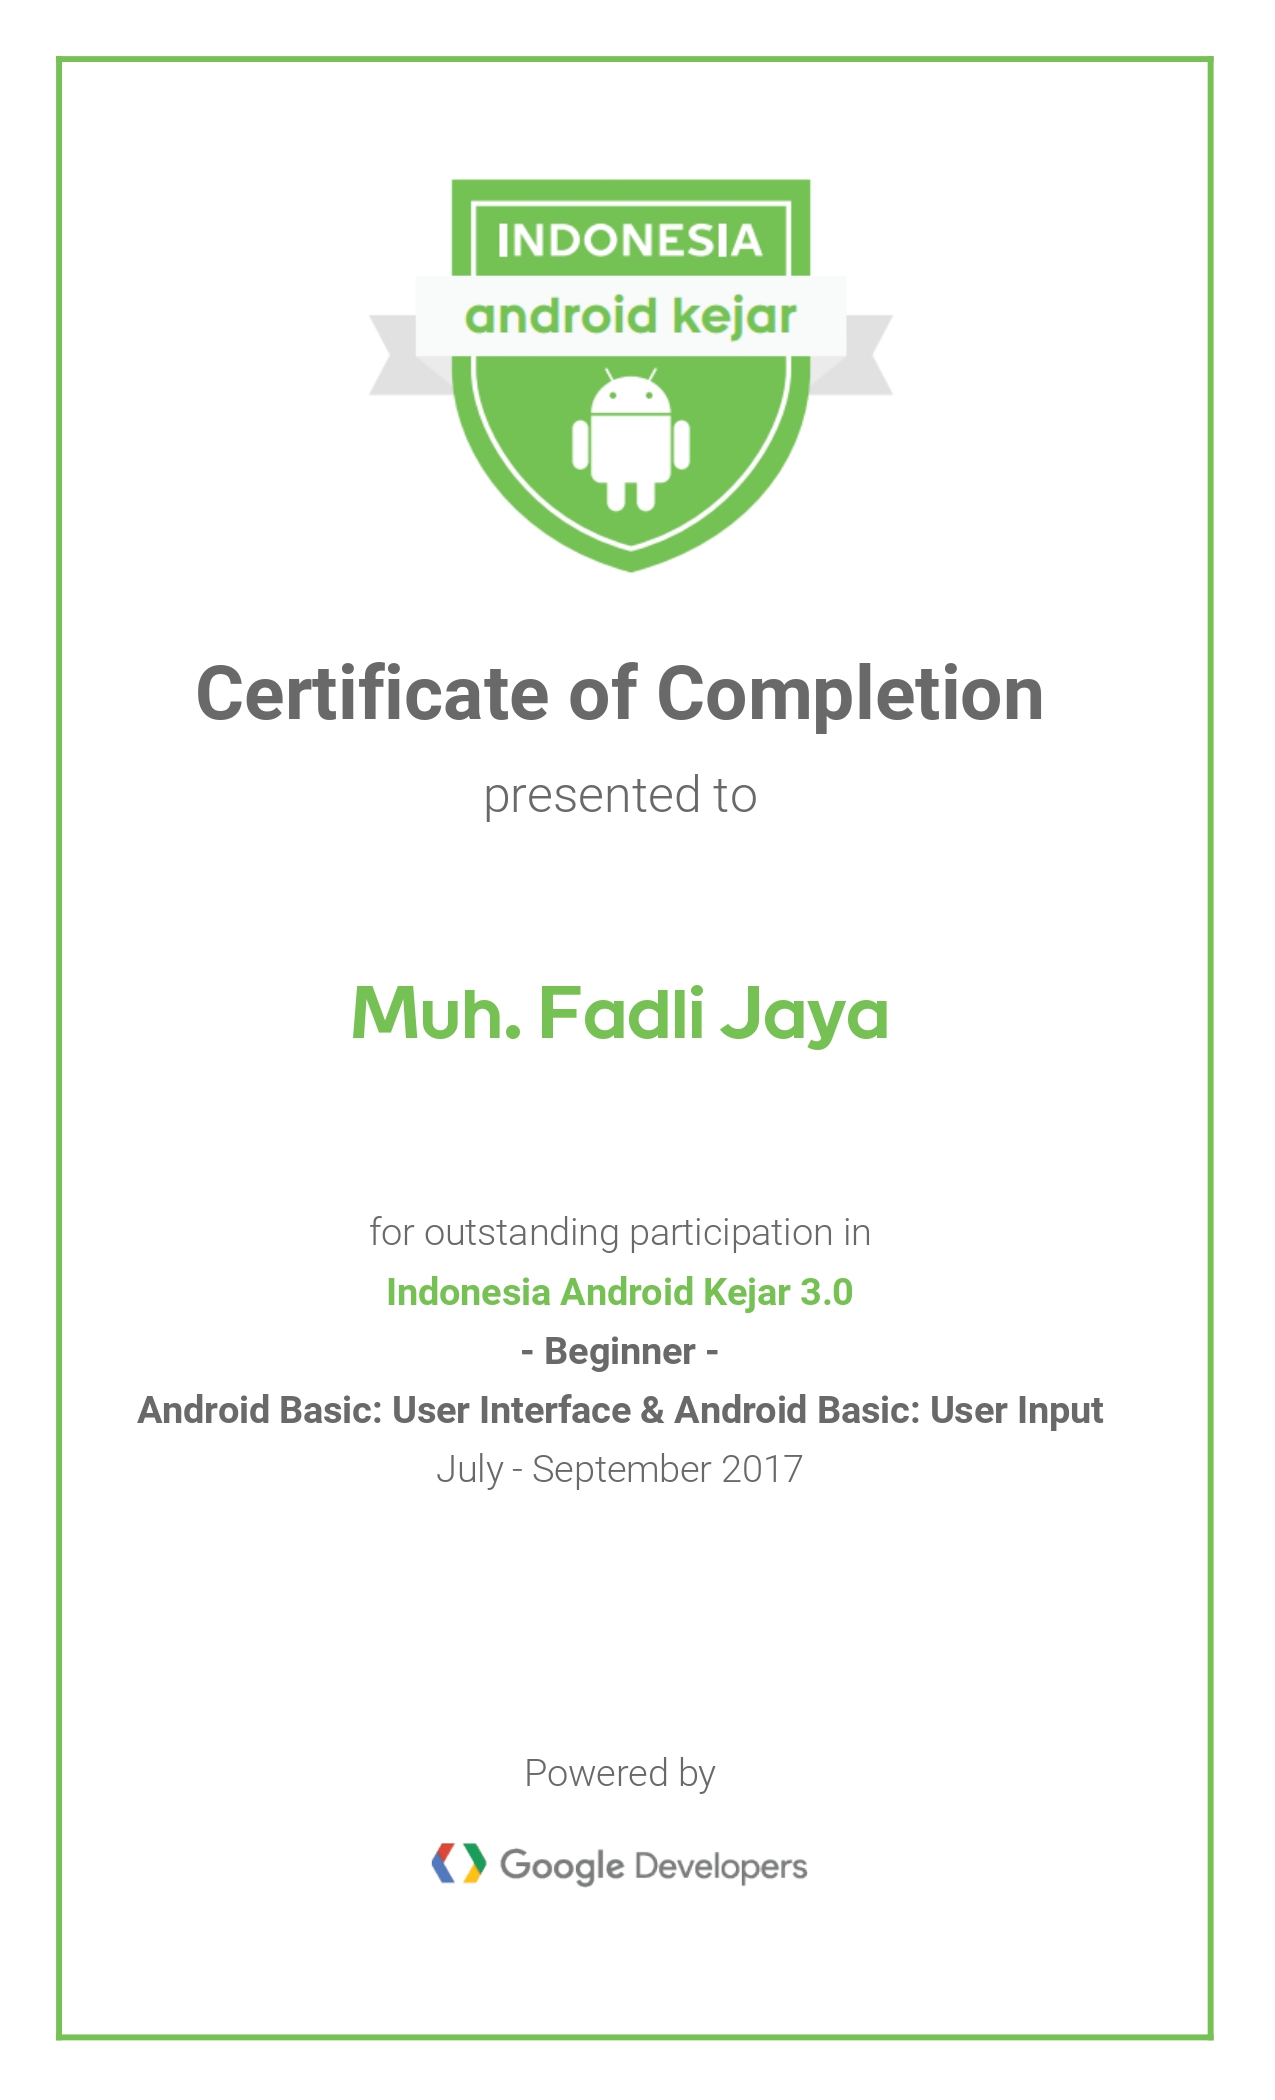 INDONESIA
android kejar
Certificate of Completion
presented to
Muh. Fadli Jaya
for outstanding participation in
Indonesia Android Kejar 3.0
- Beginner -
Android Basic: User Interface & Android Basic: User Input
July - September 2017
Powered by
Google Developers